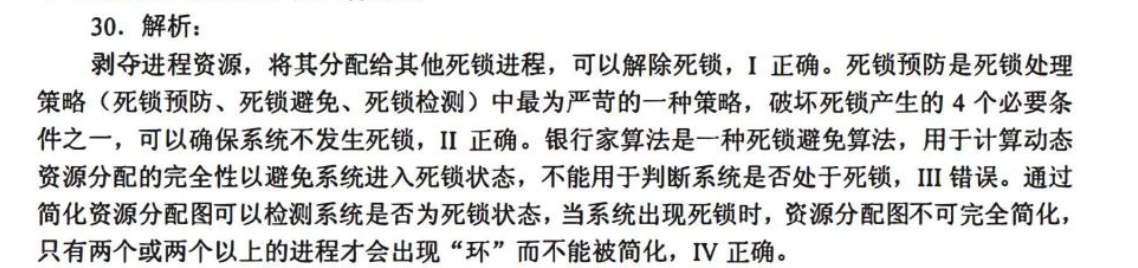 30．解析：
剥夺进程资源，将其分配给其他死锁进程，可以解除死锁，I 正确。死锁预防是死锁处理
策略（死锁预防、死锁避免、死锁检测）中最为严苛的一种策略，破坏死锁产生的 4 个必要条
件之一，可以确保系统不发生死锁，II 正确。银行家算法是一种死锁避免算法，用于计算动态
资源分配的完全性以避免系统进入死锁状态，不能用于判断系统是否处于死锁，III 错误。通过
简化资源分配图可以检测系统是否为死锁状态，当系统出现死锁时，资源分配图不可完全简化，
只有两个或两个以上的进程才会出现“环”而不能被简化，IV 正确。